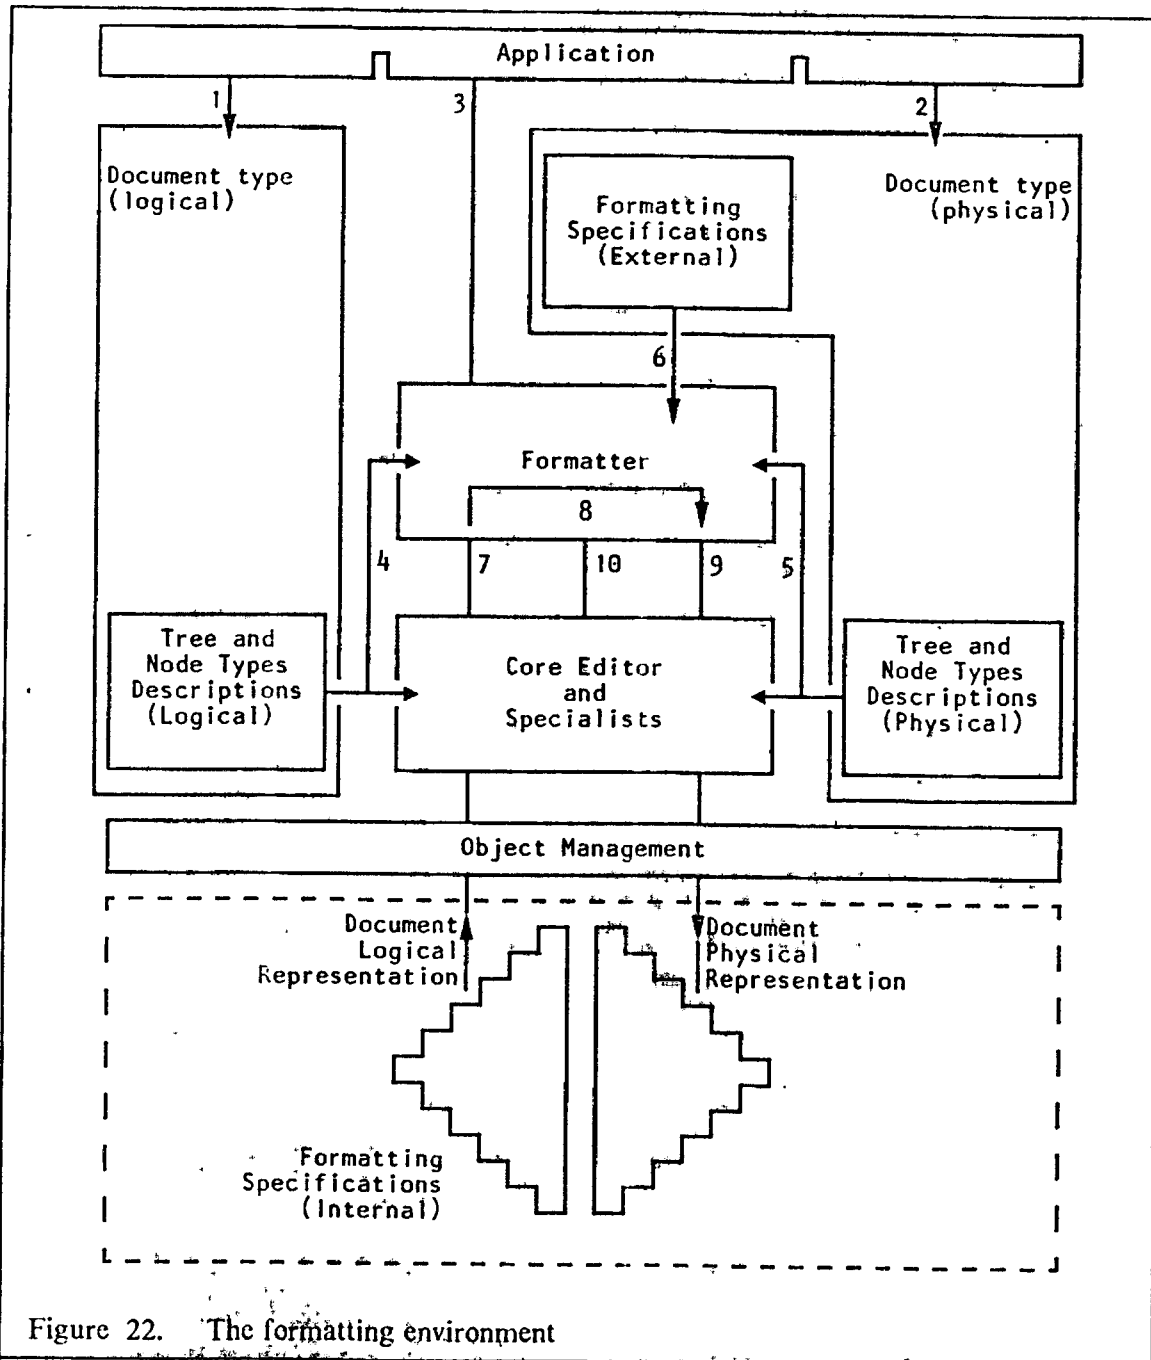 Application
1
3
2
Document type
(logical)
Formatting
Specifications
(External)
Document type
(physical)
6
Formatter
8
4
7
10
9
5
Tree and
Node Types
Descriptions
(Logical)
Core Editor
and
Specialists
Tree and
Node Types
Descriptions
(Physical)
Object Management
Document
Logical
Representation
Document
Physical
Representation
Formatting
Specifications
(Internal)
Figure 22. The formatting environment